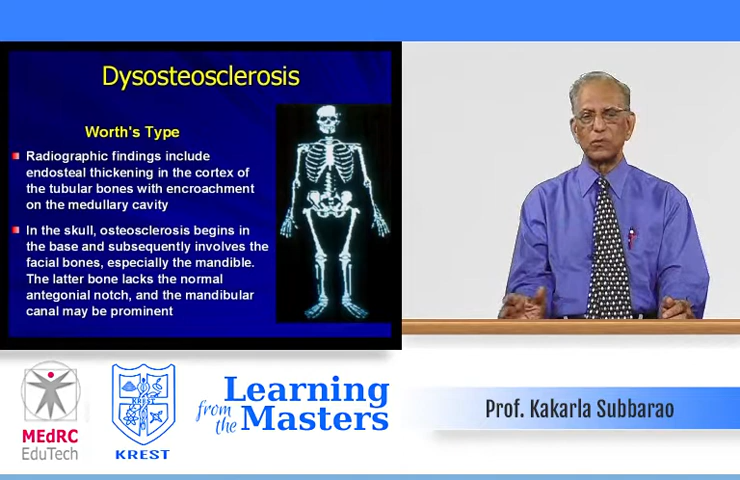 Dysosteosclerosis
Worth's Type
Radiographic findings include
endosteal thickening in the cortex of
the tubular bones with encroachment
on the medullary cavity
In the skull, osteosclerosis begins in
the base and subsequently involves the
facial bones, especially the mandible.
The latter bone lacks the normal
antegonial notch, and the mandibular
canal may be prominent
MEdRC
EduTech
KREST
KREST
Learning
from the
Masters
Prof. Kakarla Subbarao